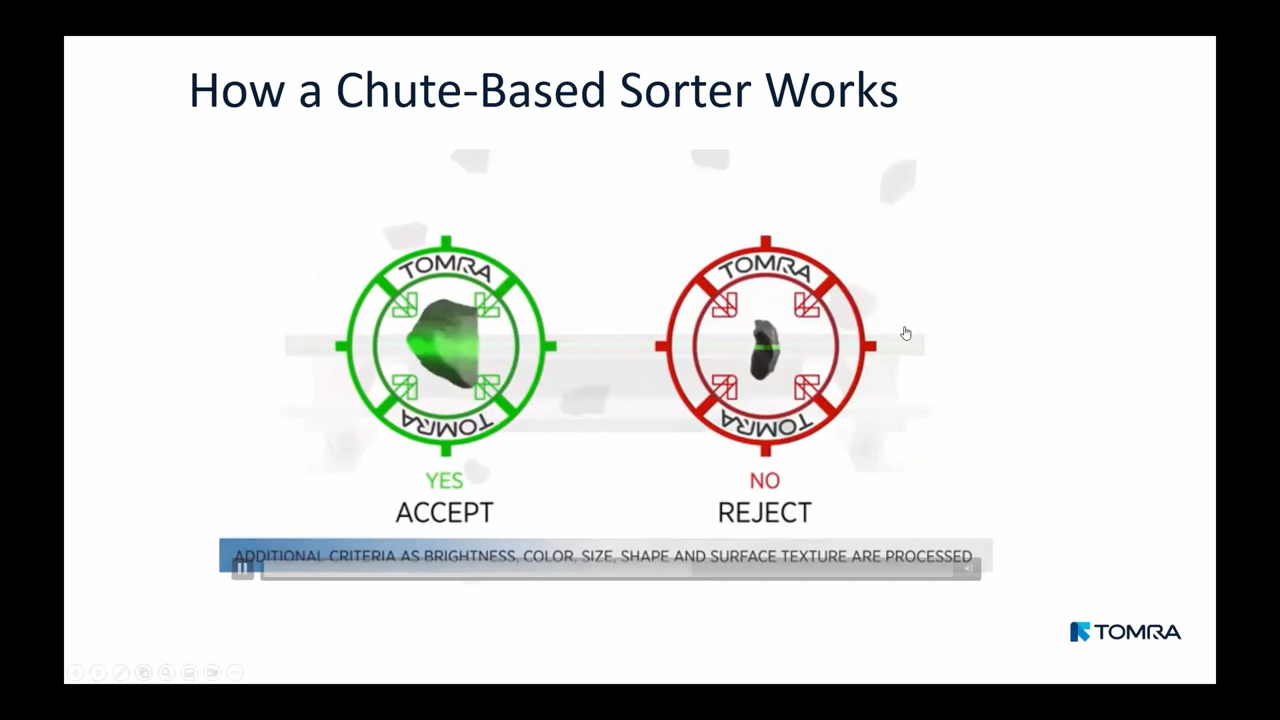 How a Chute-Based Sorter Works
TOMRA
TOMRA
TOMRA
TOMRA
YES
NO
ACCEPT
REJECT
ADDITIONAL CRITERIA AS BRIGHTNESS, COLOR, SIZE, SHAPE AND SURFACE TEXTURE ARE PROCESSED
TOMRA